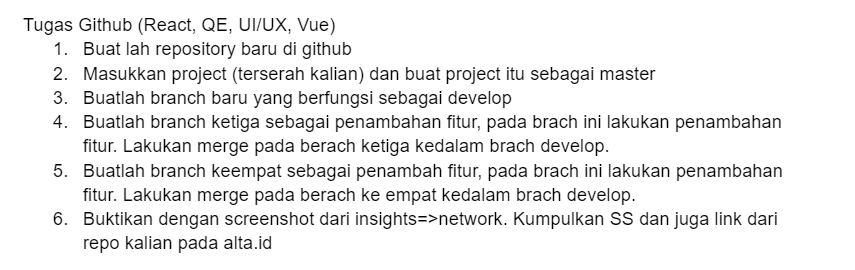 Tugas Github (React, QE, UI/UX, Vue)
1. Buat lah repository baru di github
2. Masukkan project (terserah kalian) dan buat project itu sebagai master
3. Buatlah branch baru yang berfungsi sebagai develop
4. Buatlah branch ketiga sebagai penambahan fitur, pada brach ini lakukan penambahan
fitur. Lakukan merge pada berach ketiga kedalam brach develop.
5. Buatlah branch keempat sebagai penambah fitur, pada brach ini lakukan penambahan
fitur. Lakukan merge pada berach ke empat kedalam brach develop.
6. Buktikan dengan screenshot dari insights=>network. Kumpulkan SS dan juga link dari
repo kalian pada alta.id